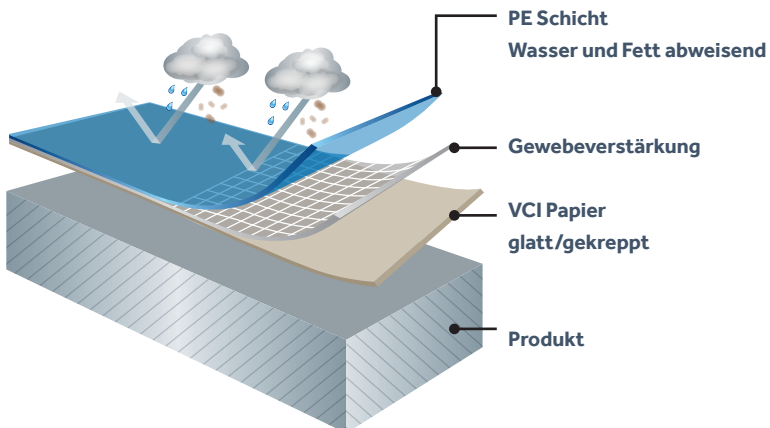 PE Schicht
Wasser und Fett abweisend
Gewebeverstärkung
VCI Papier
glatt/gekreppt
Produkt